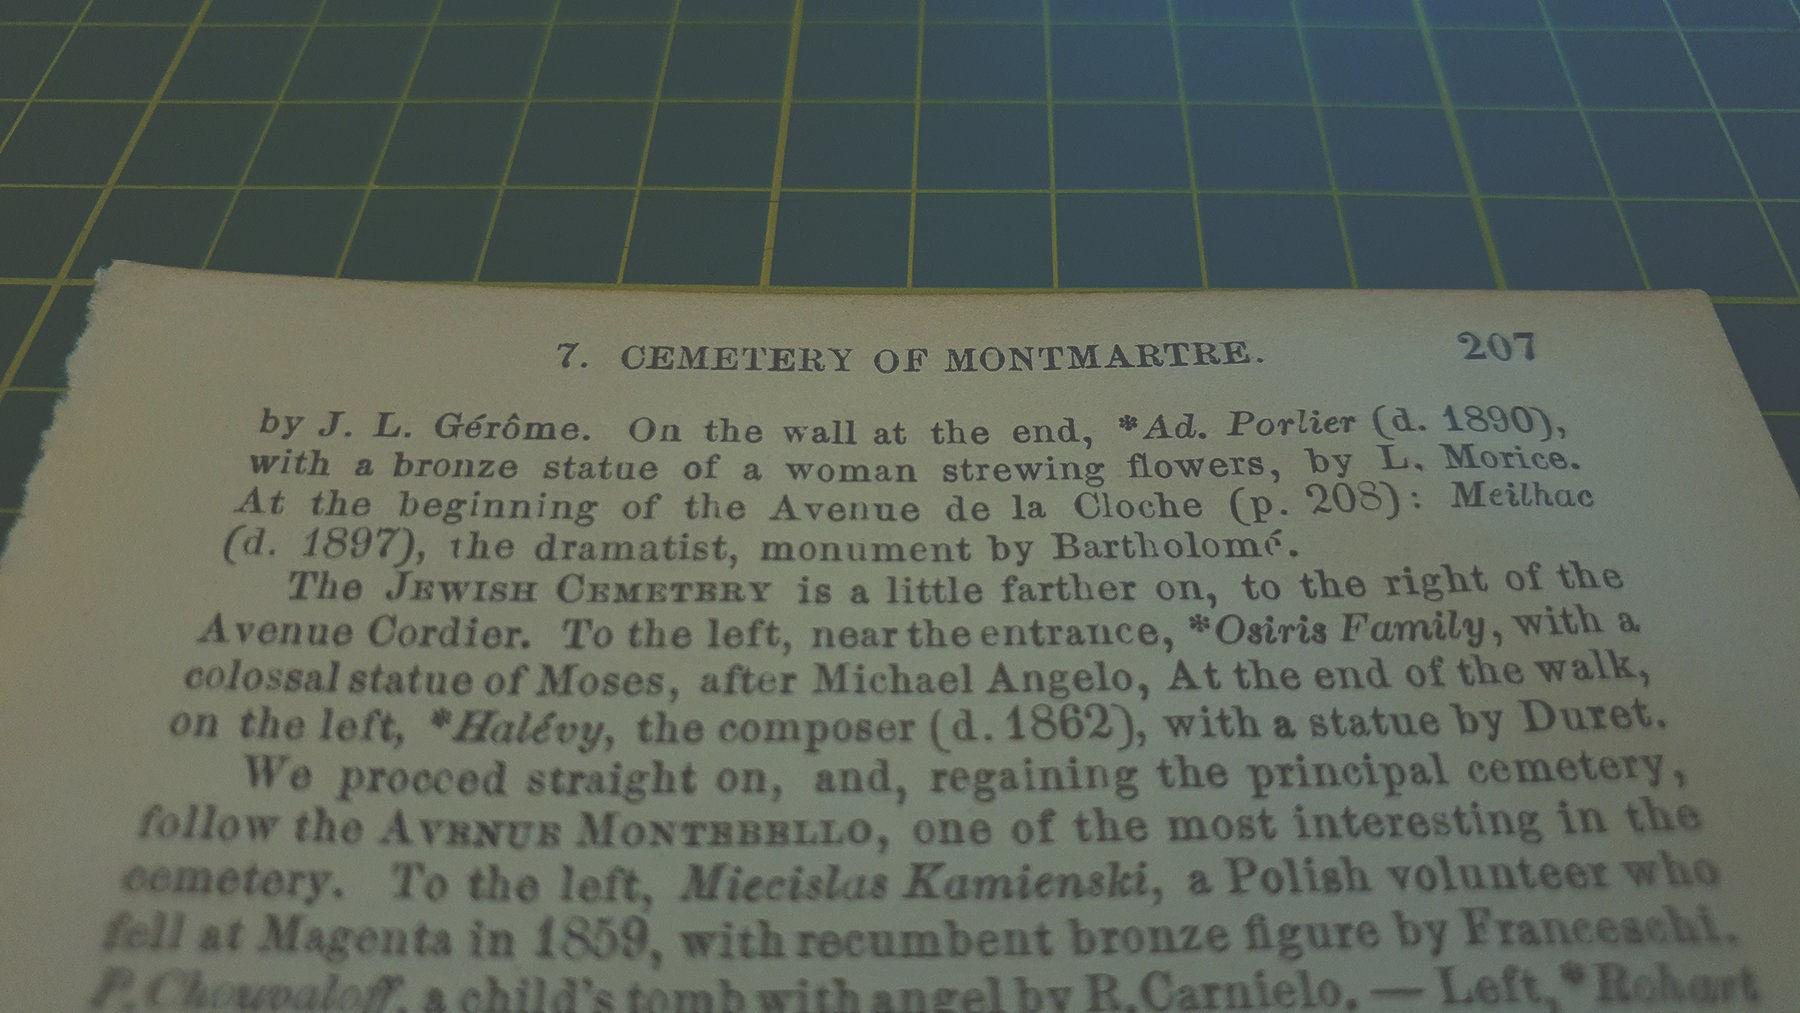 7. CEMETERY OF MONTMARTRE. 207
by J. L. Gérôme. On the wall at the end, *Ad. Porlier (d. 1890),
with a bronze statue of a woman strewing flowers, by L. Morice.
At the beginning of the Avenue de la Cloche (p. 208): Meilhac
(d. 1897), the dramatist, monument by Bartholomé.
The JEWISH CEMETERY is a little farther on, to the right of the
Avenue Cordier. To the left, near the entrance, *Osiris Family, with a
colossal statue of Moses, after Michael Angelo, At the end of the walk,
on the left, *Halévy, the composer (d. 1862), with a statue by Duret.
We proceed straight on, and, regaining the principal cemetery,
follow the AVENUE MONTEBELLO, one of the most interesting in the
cemetery. To the left, Miecislas Kamienski, a Polish volunteer who
fell at Magenta in 1859, with recumbent bronze figure by Franceschi.
P. Chouvaloff, a child's tomb with angel by R. Carnielo. — Left,